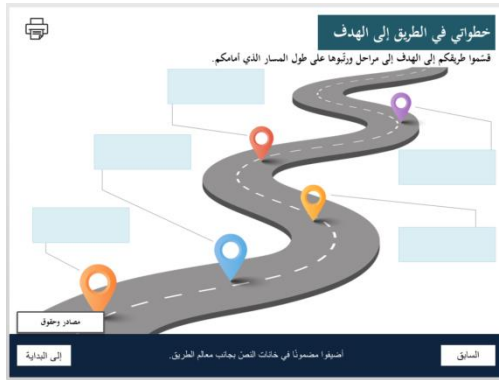 خطواتي في الطريق إلى الهدف
قسّموا طريقكم إلى الهدف إلى مراحل ورتّبوها على طول المسار الذي أمامكم.
مصادر وحقوق
السابق
أضيفوا مضمونًا في خانات النصّ بجانب معالم الطريق.
إلى البداية